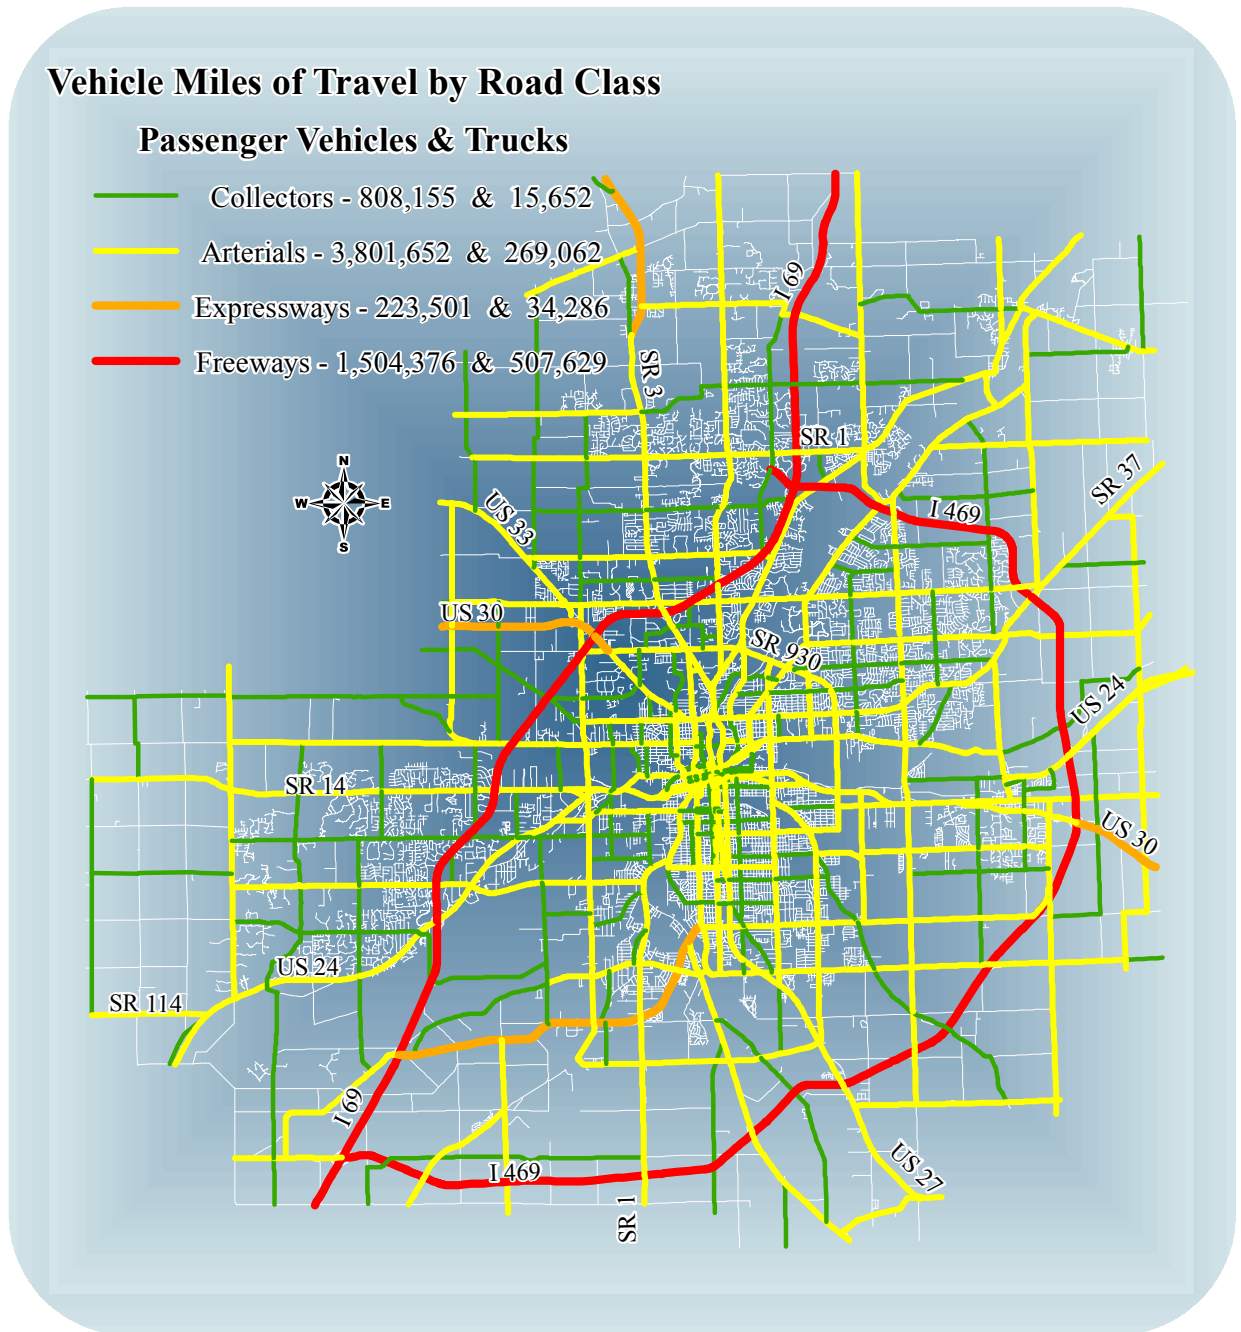 Vehicle Miles of Travel by Road Class
Passenger Vehicles & Trucks
Collectors - 808,155 & 15,652
Arterials - 3,801,652 & 269,062
Expressways - 223,501 & 34,286
Freeways - 1,504,376 & 507,629
I 69
SR 3
SR 1
N
W E
S
SR 37
US 33
I 469
US 30
SR 930
US 24
SR 14
US 30
US 24
SR 114
I 69
I 469
US 27
SR 1